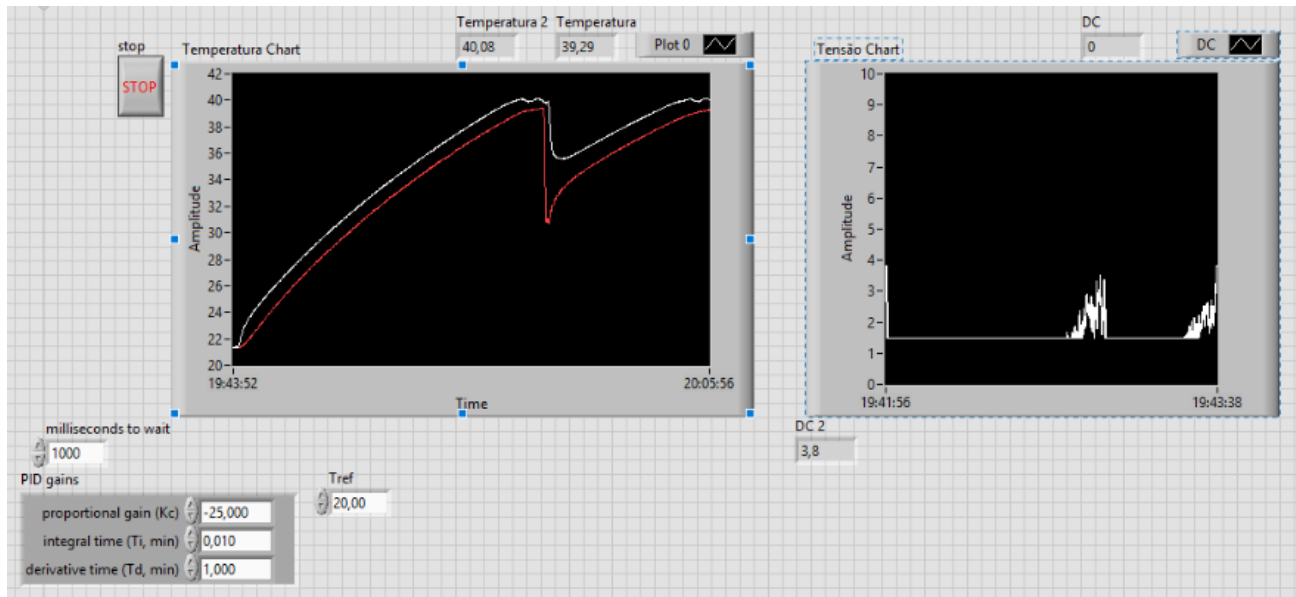 Temperatura 2 Temperatura
DC
stop
Temperatura Chart
40,08
39,29
Plot 0
Tensão Chart
0
DC
STOP
42
40
38
36
34
32
30
28
26
24
22
20
Amplitude
19:43:52
20:05:56
Time
10
9
8
7
6
5
4
3
2
1
0
Amplitude
19:41:56
19:43:38
milliseconds to wait
1000
DC 2
3,8
PID gains
Tref
20,00
proportional gain (Kc) -25,000
integral time (Ti, min) 0,010
derivative time (Td, min) 1,000